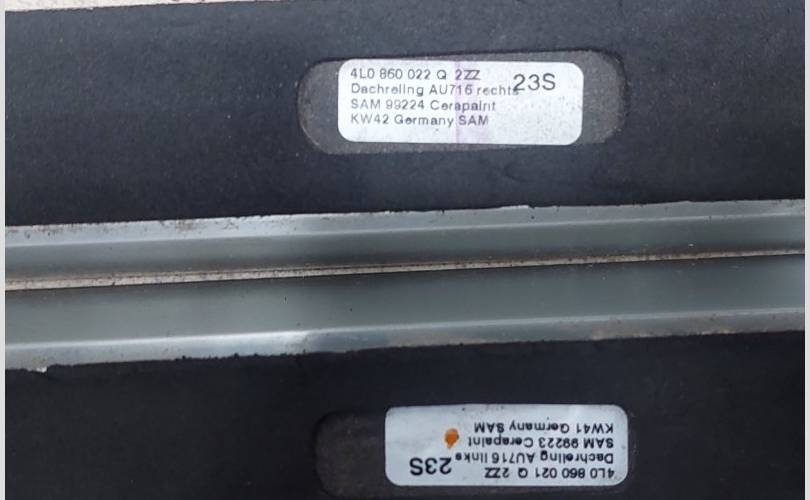 4L0 860 022 Q 2ZZ
Dachreling AU716 rechts 23S
SAM 99224 Cerapaint
KW42 Germany SAM
4L0 860 021 Q 2ZZ
Dachreling AU716 links 23S
SAM 99223 Cerapaint
KW41 Germany SAM